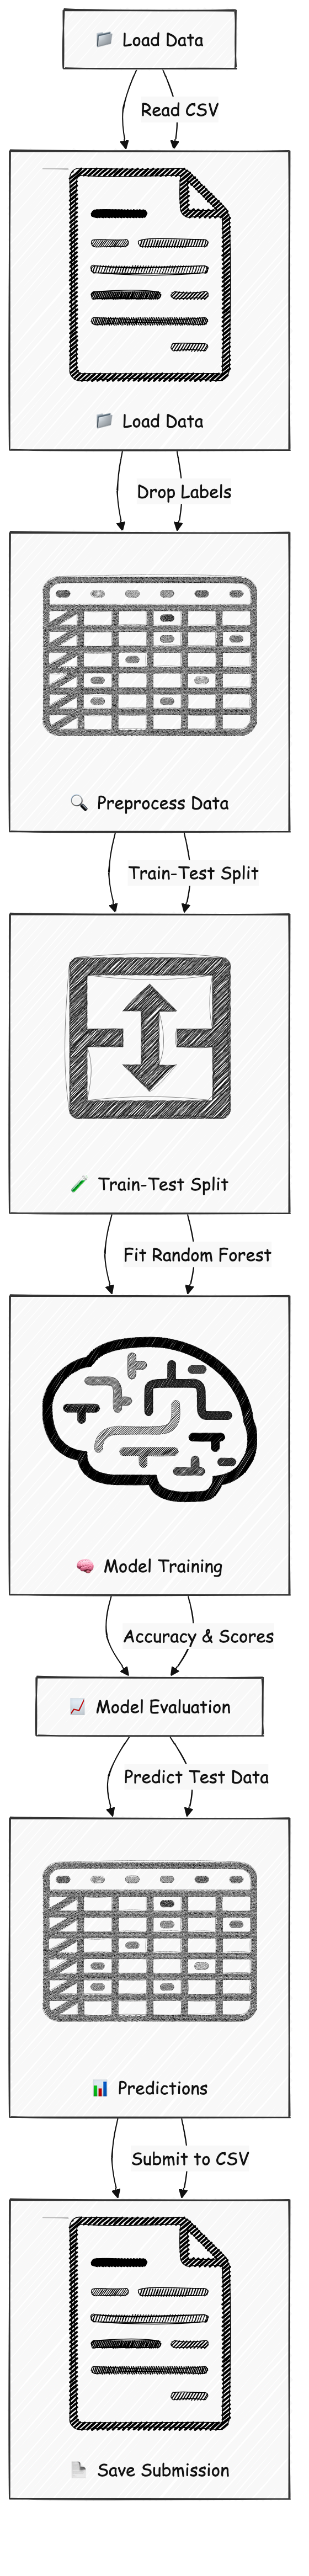 Load Data
Read CSV
Load Data
Drop Labels
Preprocess Data
Train-Test Split
Train-Test Split
Fit Random Forest
Model Training
Accuracy & Scores
Model Evaluation
Predict Test Data
Predictions
Submit to CSV
Save Submission